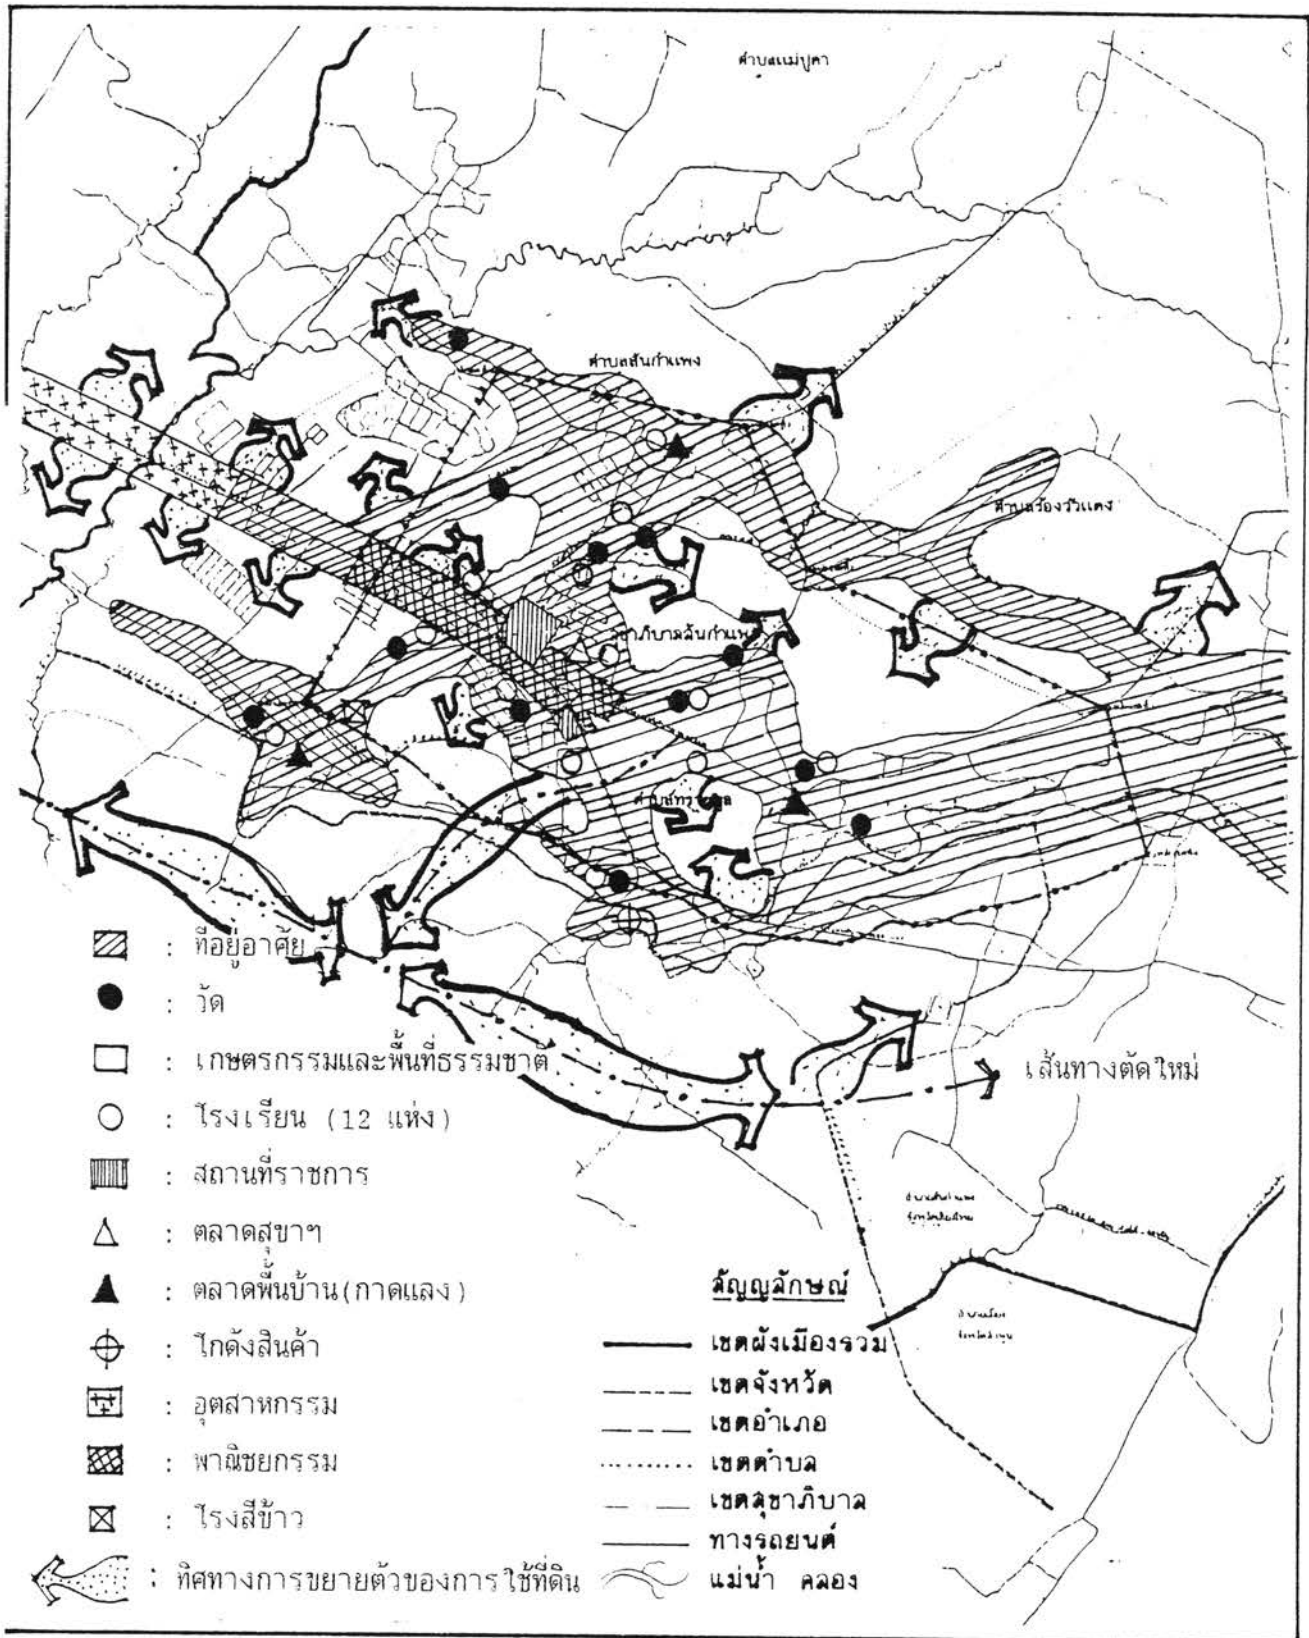 ตำบลแม่ปูคา
ตำบลสันกำแพง
ตำบลร้องวัวแดง
สุขาภิบาลสันกำแพง
: ที่อยู่อาศัย
: วัด
: เกษตรกรรมและพื้นที่ธรรมชาติ
: โรงเรียน (12 แห่ง)
: สถานที่ราชการ
: ตลาดสุขาฯ
: ตลาดพื้นบ้าน(กาดแลง)
: โกดังสินค้า
: อุตสาหกรรม
: พาณิชยกรรม
: โรงสีข้าว
: ทิศทางการขยายตัวของการใช้ที่ดิน
เส้นทางตัดใหม่
สัญญลักษณ์
เขตผังเมืองรวม
เขตจังหวัด
เขตอำเภอ
เขตตำบล
เขตสุขาภิบาล
ทางรถยนต์
แม่น้ำ คลอง